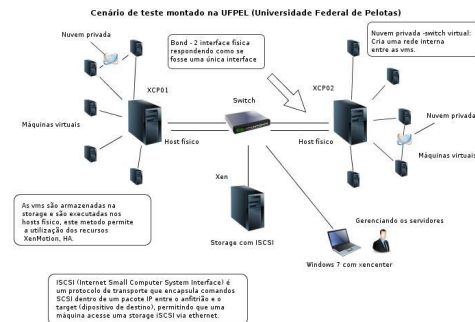 Cenário de teste montado na UFPEL (Universidade Federal de Pelotas)
Nuvem privada
Bond - 2 interface física
respondendo como se
fosse uma única interface
Nuvem privada -switch virtual:
Cria uma rede interna
entre as vms.
XCP01
XCP02
Switch
Nuvem privada
Máquinas virtuais
Host físico
Host físico
Máquinas virtuais
Xen
As vms são armazenadas na
storage e são executadas nos
hosts físico, este metodo permite
a utilização dos recursos
XenMotion, HA.
Storage com ISCSI
Gerenciando os servidores
Windows 7 com xencenter
ISCSI (Internet Small Computer System Interface) é
um protocolo de transporte que encapsula comandos
SCSI dentro de um pacote IP entre o anfitrião e o
target (dipositivo de destino), permitindo que uma
máquina acesse uma storage iSCSI via ethernet.